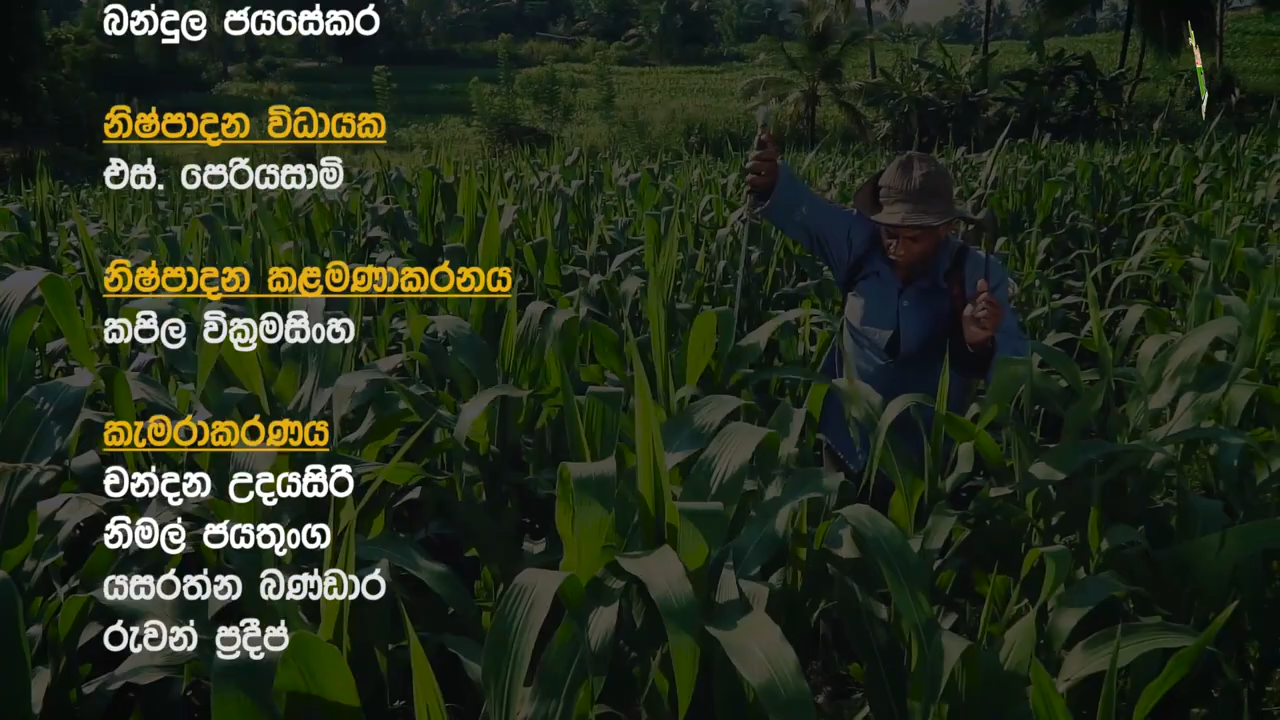 බන්දුල ජයසේකර
නිෂ්පාදන විධායක
එස්. පෙරියසාමි
නිෂ්පාදන කළමණාකරනය
කපිල වික්‍රමසිංහ
කැමරාකරණය
චන්දන උදයසිරි
නිමල් ජයතුංග
යසරත්න බණ්ඩාර
රුවන් ප්‍රදීප්